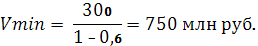 Vmin = 300 / (1 − 0,6) = 750 млн руб.